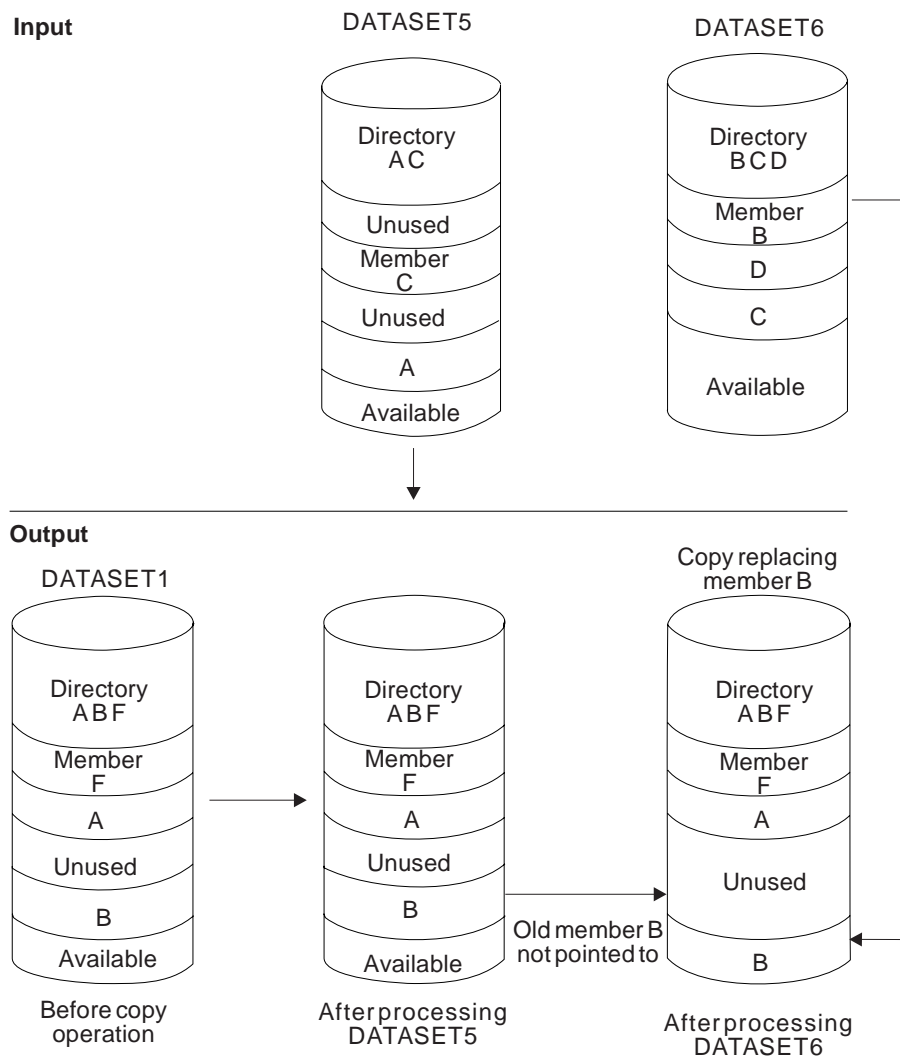 Input
DATASET5
Directory
A C
Unused
Member
C
Unused
A
Available
DATASET6
Directory
B C D
Member
B
D
C
Available
Output
DATASET1
Directory
A B F
Member
F
A
Unused
B
Available
Before copy
operation
Directory
A B F
Member
F
A
Unused
B
Available
After processing
DATASET5
Old member B
not pointed to
Copy replacing
member B
Directory
A B F
Member
F
A
Unused
B
After processing
DATASET6